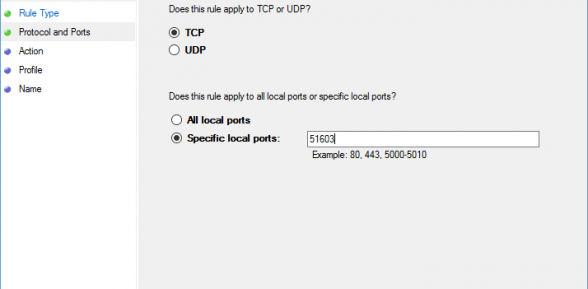 Rule Type
Protocol and Ports
Action
Profile
Name
Does this rule apply to TCP or UDP?
TCP
UDP
Does this rule apply to all local ports or specific local ports?
All local ports
Specific local ports:
51603
Example: 80, 443, 5000-5010